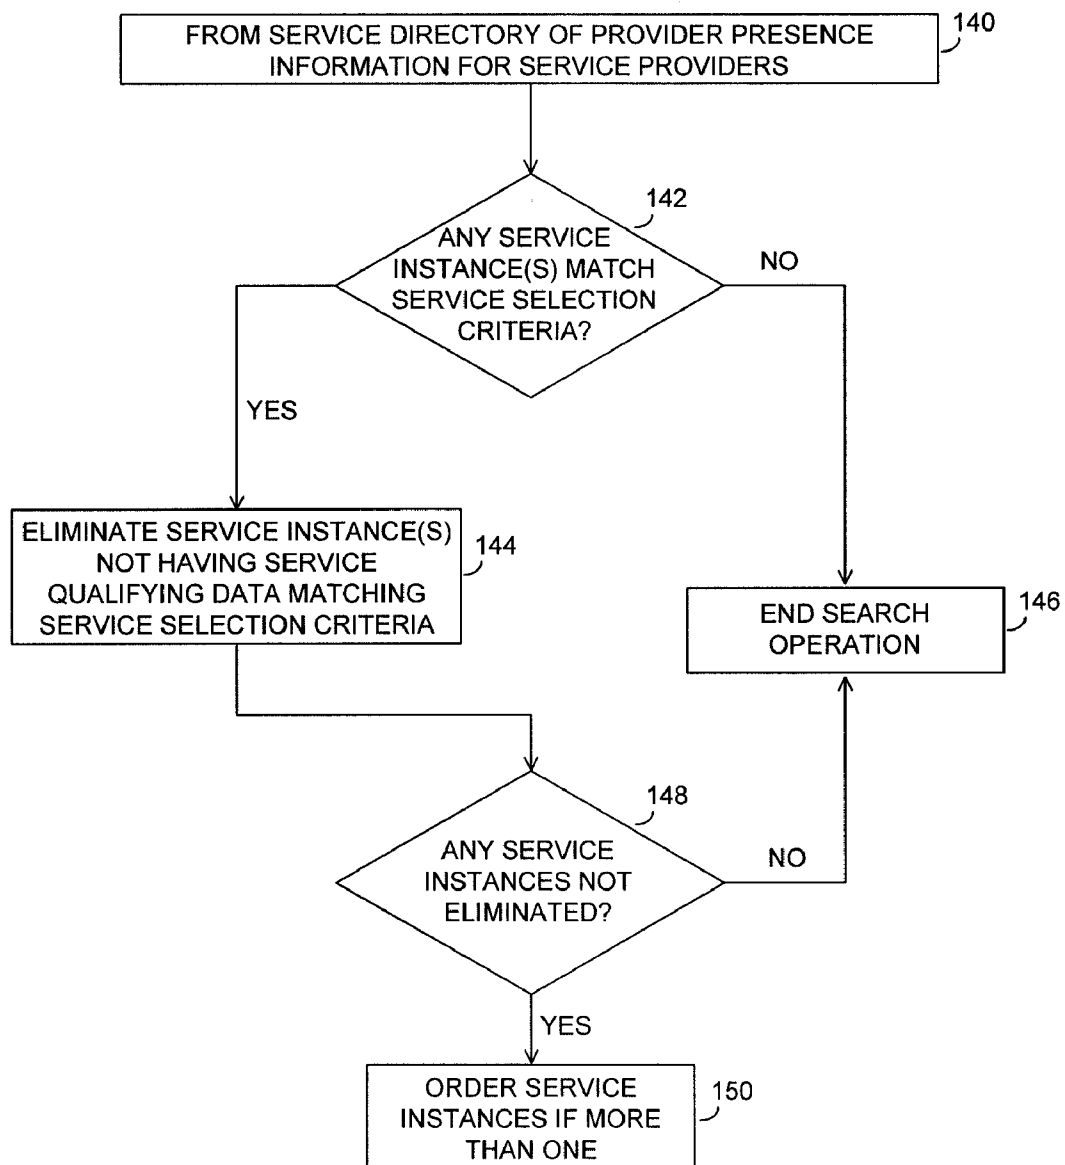 FROM SERVICE DIRECTORY OF PROVIDER PRESENCE
INFORMATION FOR SERVICE PROVIDERS
140
142
ANY SERVICE
INSTANCE(S) MATCH
SERVICE SELECTION
CRITERIA?
NO
YES
ELIMINATE SERVICE INSTANCE(S)
NOT HAVING SERVICE
QUALIFYING DATA MATCHING
SERVICE SELECTION CRITERIA
144
END SEARCH
OPERATION
146
148
ANY SERVICE
INSTANCES NOT
ELIMINATED?
NO
YES
ORDER SERVICE
INSTANCES IF MORE
THAN ONE
150